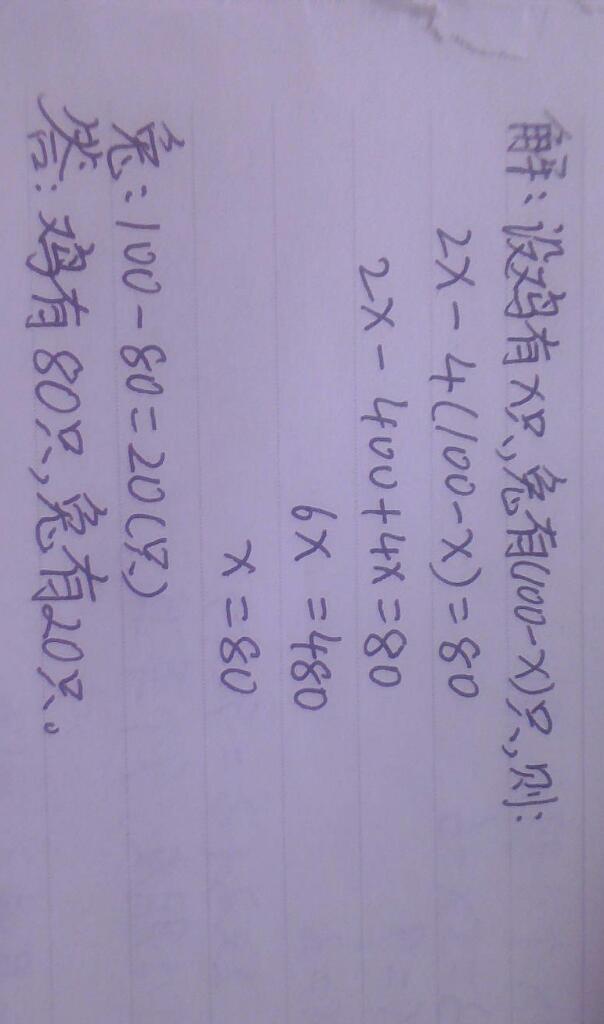 解：设鸡有x只，兔有(100-x)只，则：
2x-4(100-x)=80
2x-400+4x=80
6x=480
x=80
兔：100-80=20(只)
答：鸡有80只，兔有20只。